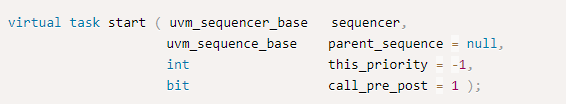 virtual task start ( uvm_sequencer_base sequencer,
uvm_sequence_base parent_sequence = null,
int this_priority = -1,
bit call_pre_post = 1 );